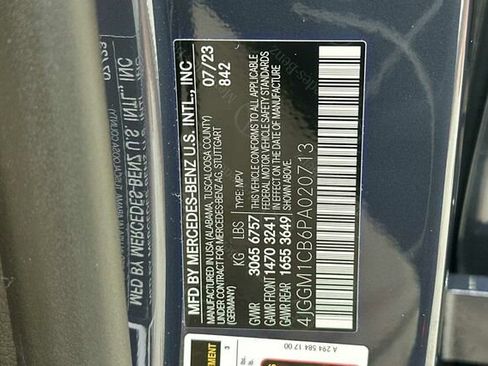 MFD BY MERCEDES-BENZ U.S. INTL., INC
MANUFACTURED IN USA (ALABAMA, TUSCALOOSA COUNTY)
UNDER CONTRACT FOR MERCEDES-BENZ AG, STUTTGART
(GERMANY)
07/23
842
TYPE: MPV
KG LBS
GVWR 3065 6757
GAWR FRONT 1470 3241
GAWR REAR 1655 3649
THIS VEHICLE CONFORMS TO ALL APPLICABLE
FEDERAL MOTOR VEHICLE SAFETY STANDARDS
IN EFFECT ON THE DATE OF MANUFACTURE
SHOWN ABOVE.
4JGGM1CB6PA020713
A 294 584 17 00